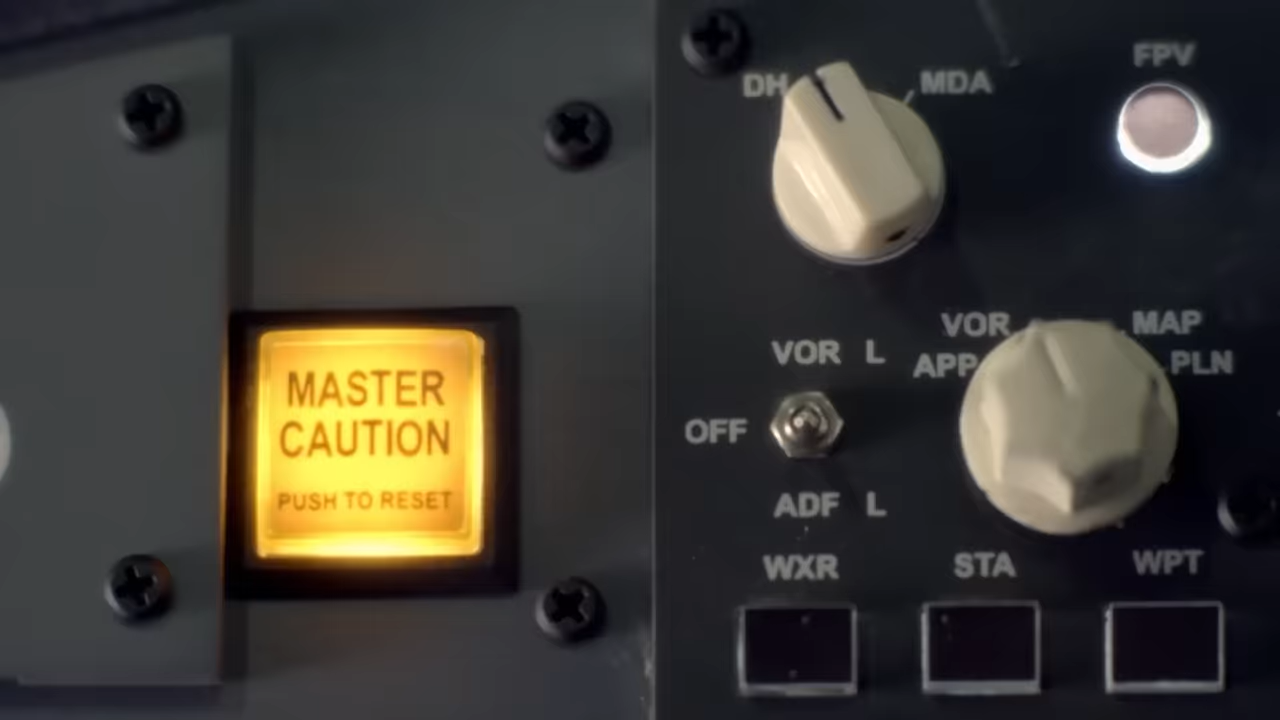 MASTER
CAUTION
PUSH TO RESET
DH
MDA
FPV
VOR L
OFF
ADF L
VOR
MAP
APP
PLN
WXR
STA
WPT